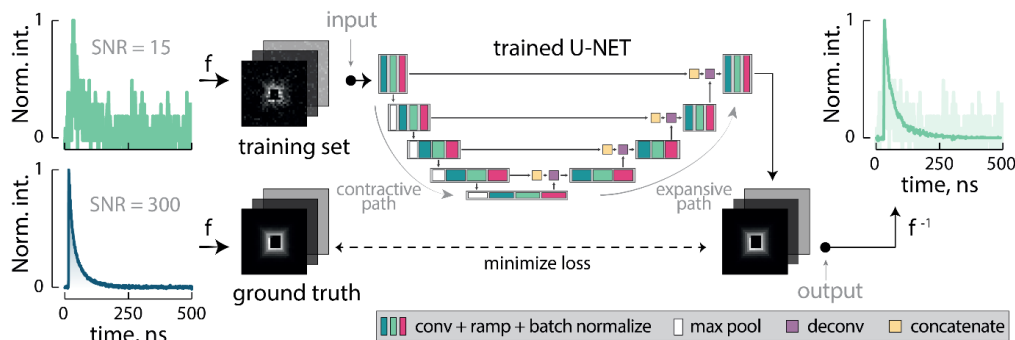 Norm. int.
1
0
SNR = 15
f
training set
input
trained U-NET
contractive
path
expansive
path
Norm. int.
1
0
0
250
500
time, ns
Norm. int.
1
0
SNR = 300
0
250
500
time, ns
f
ground truth
minimize loss
output
f -1
conv + ramp + batch normalize
max pool
deconv
concatenate